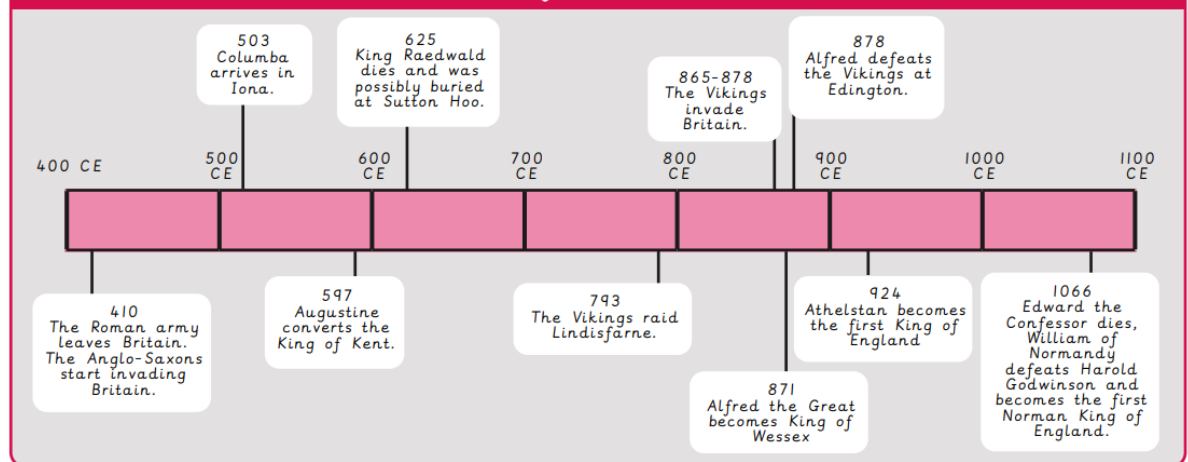 503
Columba
arrives in
Iona.
625
King Raedwald
dies and was
possibly buried
at Sutton Hoo.
865-878
The Vikings
invade
Britain.
878
Alfred defeats
the Vikings at
Edington.
400 CE
500
CE
600
CE
700
CE
800
CE
900
CE
1000
CE
1100
CE
410
The Roman army
leaves Britain.
The Anglo-Saxons
start invading
Britain.
597
Augustine
converts the
King of Kent.
793
The Vikings raid
Lindisfarne.
871
Alfred the Great
becomes King of
Wessex
924
Athelstan becomes
the first King of
England
1066
Edward the
Confessor dies,
William of
Normandy
defeats Harold
Godwinson and
becomes the first
Norman King of
England.